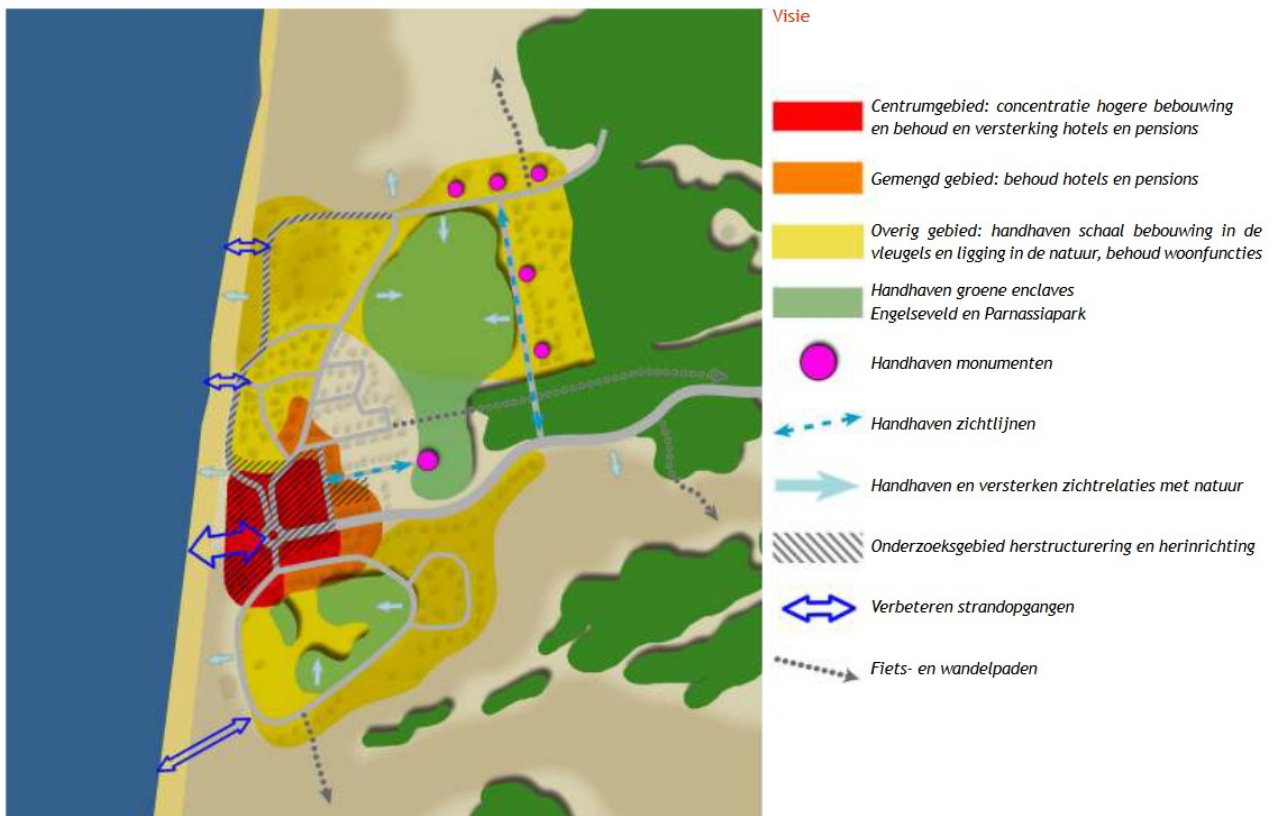 Visie
Centrumgebied: concentratie hogere bebouwing
en behoud en versterking hotels en pensions
Gemengd gebied: behoud hotels en pensions
Overig gebied: handhaven schaal bebouwing in de
vleugels en ligging in de natuur, behoud woonfuncties
Handhaven groene enclaves
Engelseveld en Parnassiapark
Handhaven monumenten
Handhaven zichtlijnen
Handhaven en versterken zichtrelaties met natuur
Onderzoeksgebied herstructurering en herinrichting
Verbeteren strandopgangen
Fiets- en wandelpaden